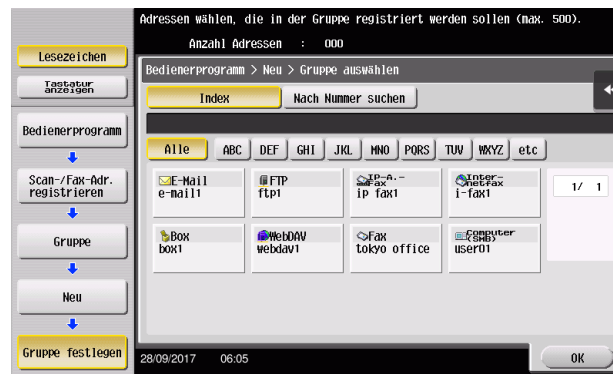 Adressen wählen, die in der Gruppe registriert werden sollen (max. 500).
Anzahl Adressen : 000
Lesezeichen
Tastatur
anzeigen
Bedienerprogramm
Scan-/Fax-Adr.
registrieren
Gruppe
Neu
Gruppe festlegen
Bedienerprogramm > Neu > Gruppe auswählen
Index
Nach Nummer suchen
Alle ABC DEF GHI JKL MNO PQRS TUV WXYZ etc
E-Mail
e-mail1
FTP
ftp1
IP-A.-
Fax
ip fax1
Inter-
netfax
i-fax1
1/ 1
Box
box1
WebDAV
webdav1
Fax
tokyo office
Computer
(SMB)
user01
28/09/2017 06:05
OK